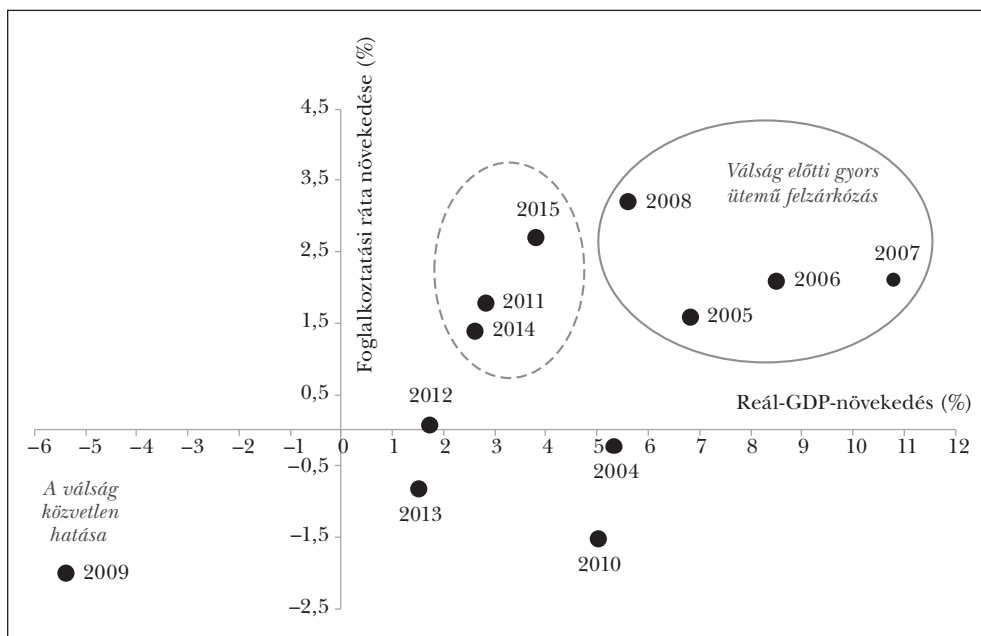 Foglalkoztatási ráta növekedése (%)
4,5
3,5
2,5
1,5
0,5
−0,5
−1,5
−2,5
Válság előtti gyors
ütemű felzárkózás
2015
2008
2007
2011
2006
2014
2005
2012
Reál-GDP-növekedés (%)
−6 −5 −4 −3 −2 −1 0 1 2 3 4 5 6 7 8 9 10 11 12
2004
A válság
közvetlen
hatása
2013
2010
2009